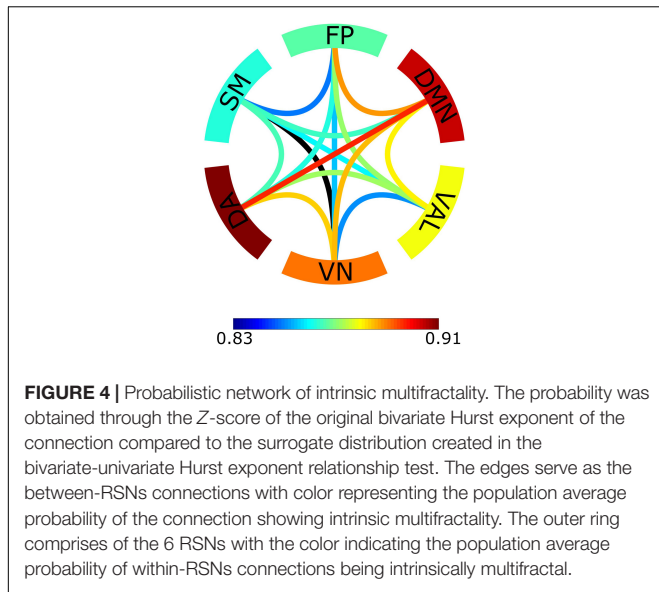 FP
SM
DMN
DA
VAL
VN
0.83
0.91
FIGURE 4 | Probabilistic network of intrinsic multifractality. The probability was
obtained through the Z-score of the original bivariate Hurst exponent of the
connection compared to the surrogate distribution created in the
bivariate-univariate Hurst exponent relationship test. The edges serve as the
between-RSNs connections with color representing the population average
probability of the connection showing intrinsic multifractality. The outer ring
comprises of the 6 RSNs with the color indicating the population average
probability of within-RSNs connections being intrinsically multifractal.